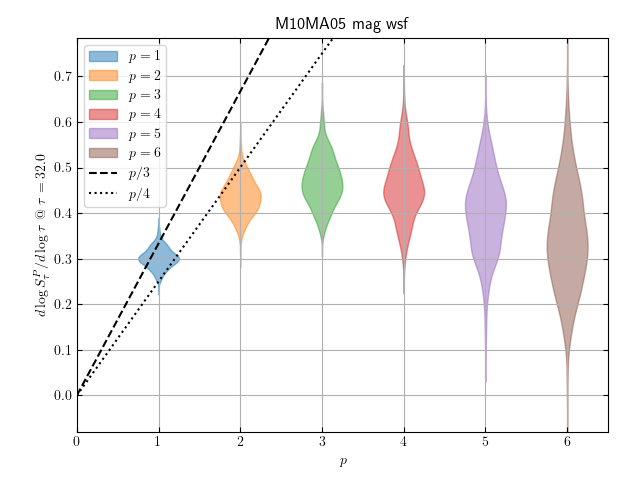 M10MA05 mag wsf
d log S_τ^P / d log τ @ τ = 32.0
0.7
0.6
0.5
0.4
0.3
0.2
0.1
0.0
p = 1
p = 2
p = 3
p = 4
p = 5
p = 6
p/3
p/4
0 1 2 3 4 5 6
p